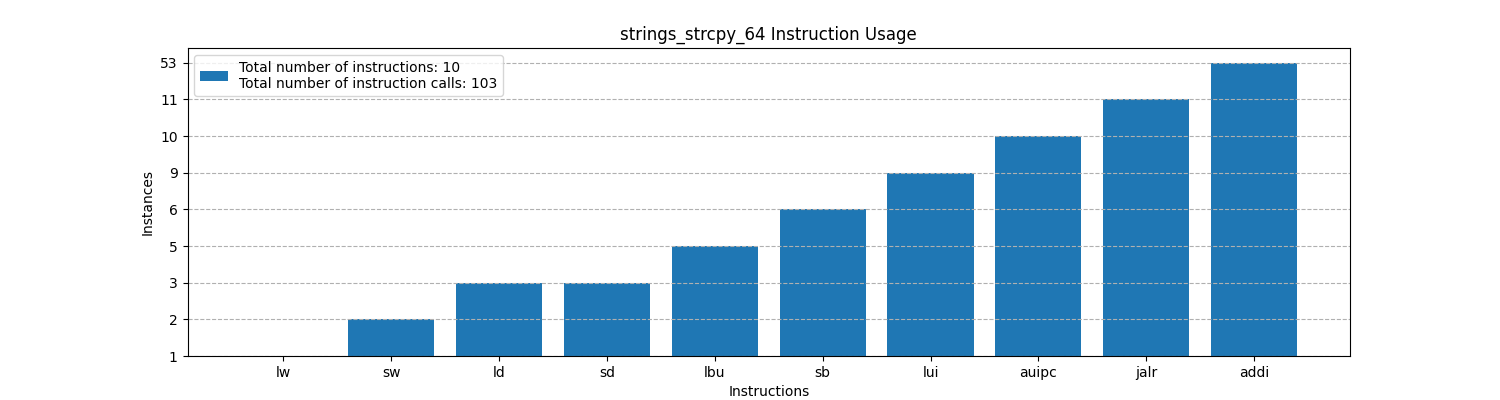 strings_strcpy_64 Instruction Usage
Total number of instructions: 10
Total number of instruction calls: 103
53
11
10
9
6
5
3
2
1
Instances
lw sw ld sd lbu sb lui auipc jalr addi
Instructions